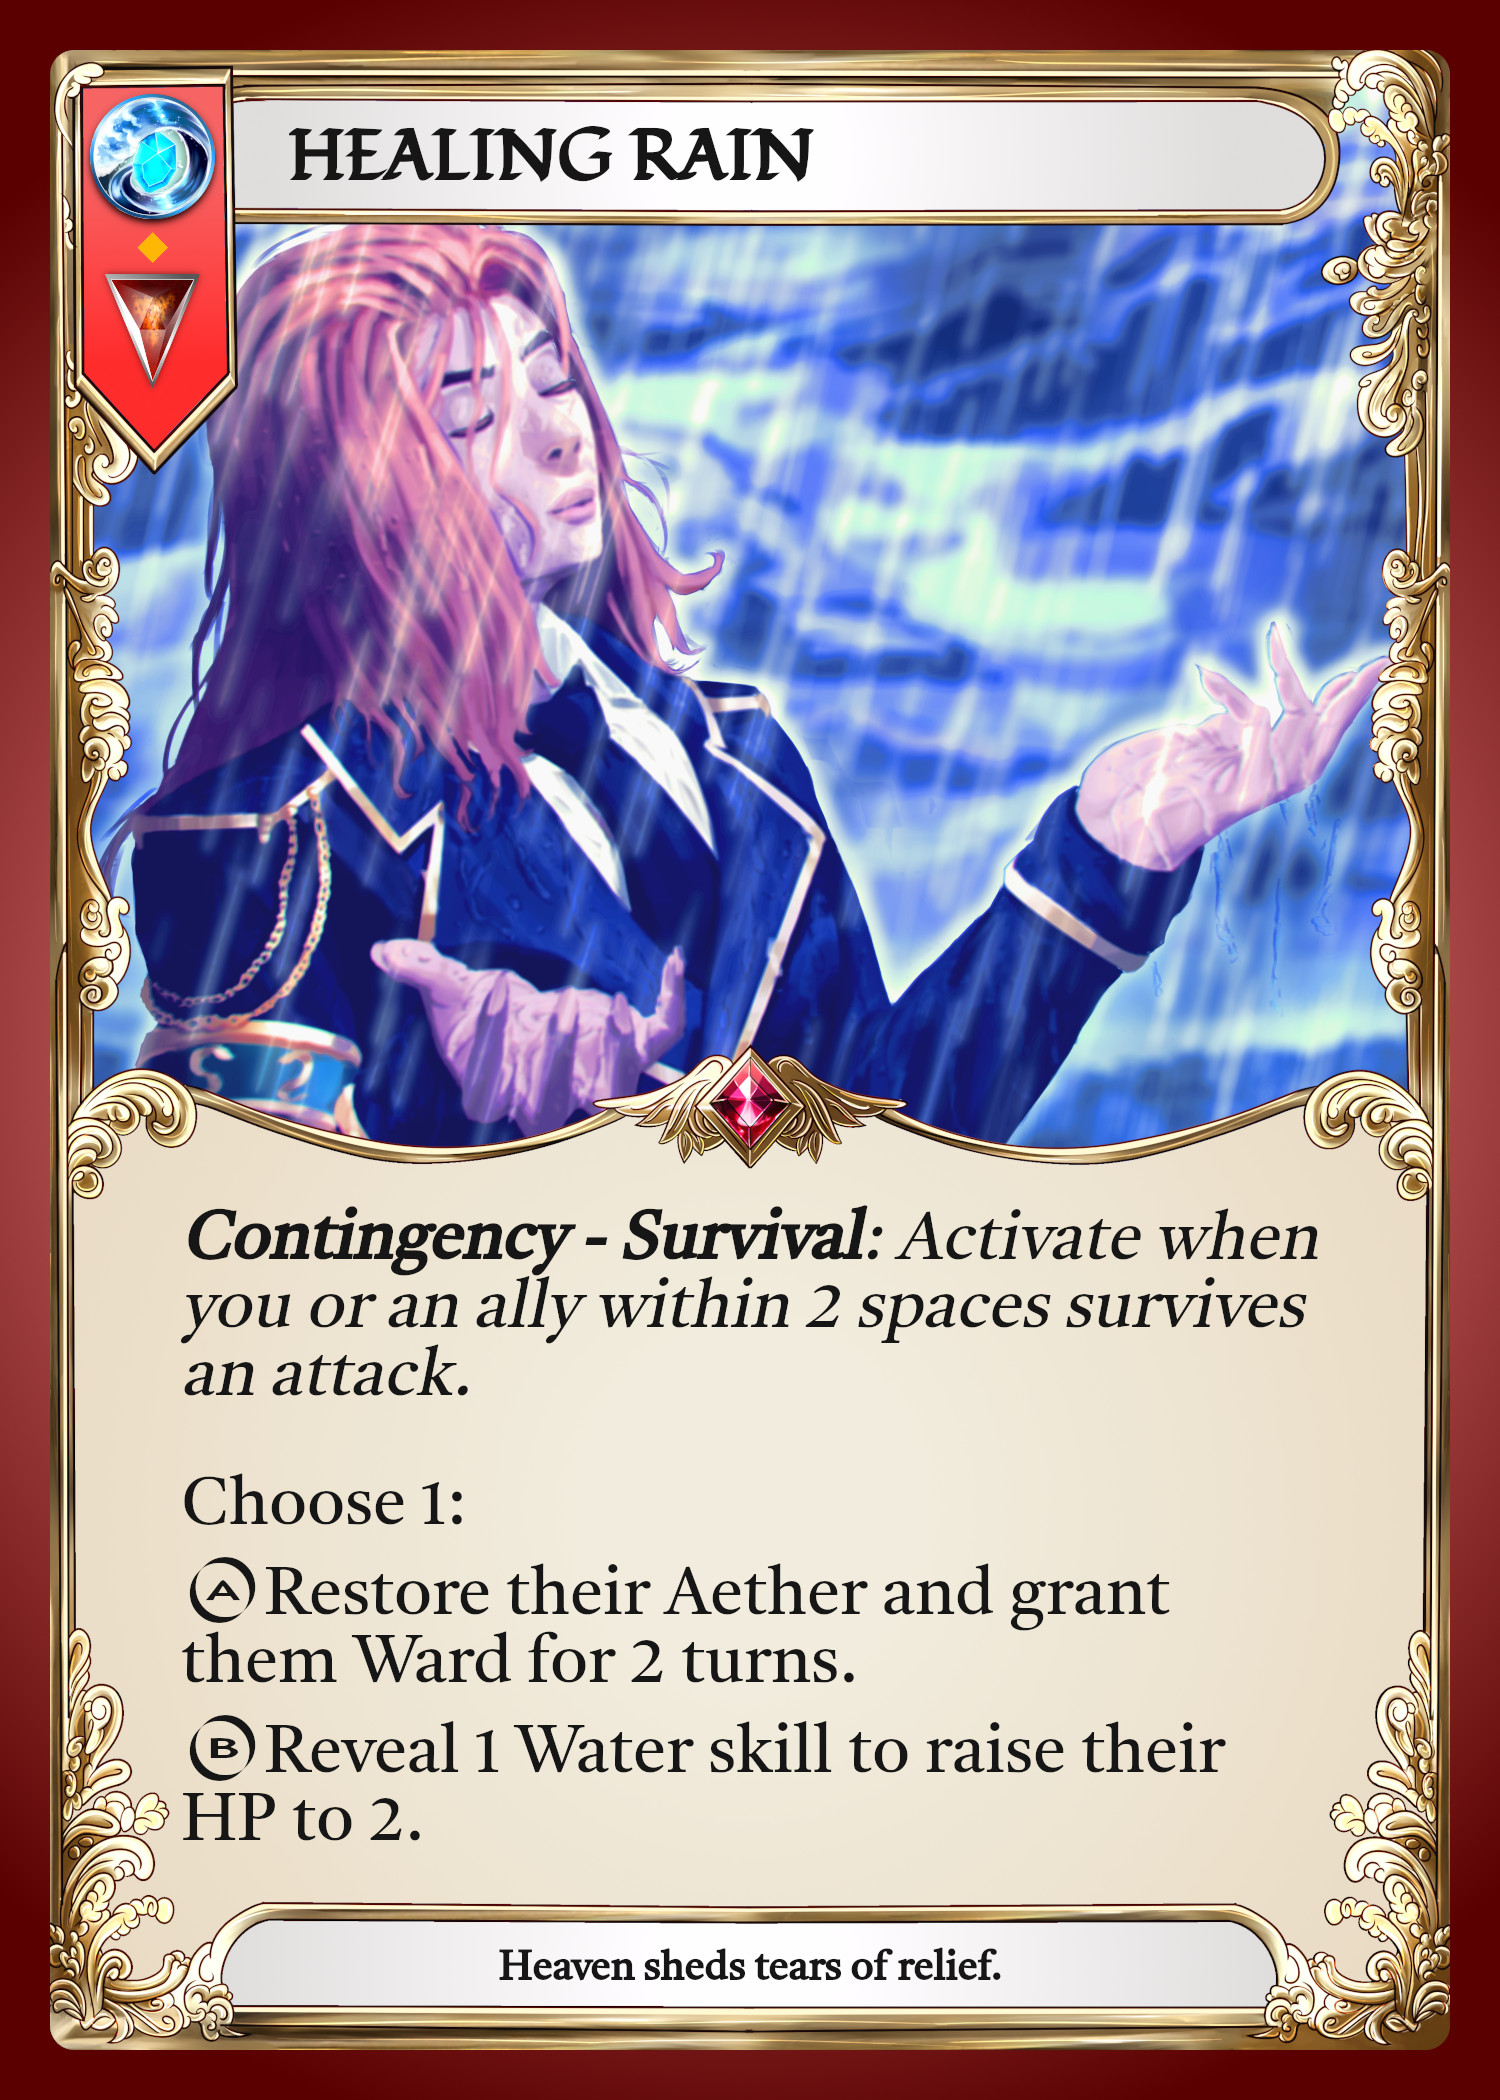 HEALING RAIN
Contingency - Survival: Activate when
you or an ally within 2 spaces survives
an attack.
Choose 1:
A Restore their Aether and grant
them Ward for 2 turns.
B Reveal 1 Water skill to raise their
HP to 2.
Heaven sheds tears of relief.